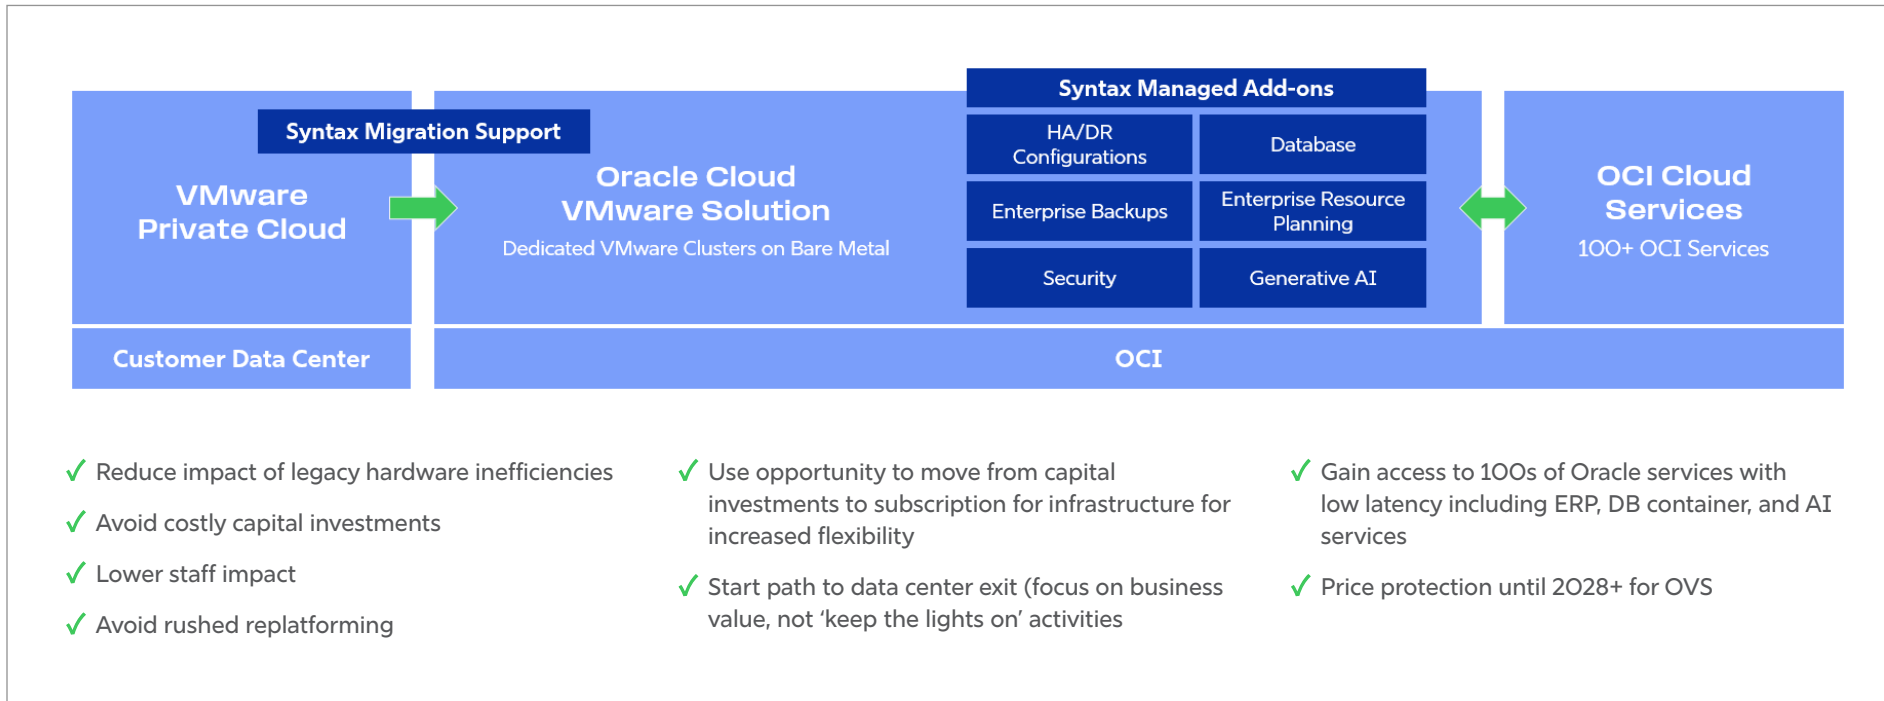 Syntax Migration Support
VMware
Private Cloud
Customer Data Center
Oracle Cloud
VMware Solution
Dedicated VMware Clusters on Bare Metal
Syntax Managed Add-ons
HA/DR
Configurations
Database
Enterprise Backups
Enterprise Resource
Planning
Security
Generative AI
OCI Cloud
Services
100+ OCI Services
OCI
✓ Reduce impact of legacy hardware inefficiencies
✓ Avoid costly capital investments
✓ Lower staff impact
✓ Avoid rushed replatforming
✓ Use opportunity to move from capital
investments to subscription for infrastructure for
increased flexibility
✓ Start path to data center exit (focus on business
value, not ‘keep the lights on’ activities
✓ Gain access to 100s of Oracle services with
low latency including ERP, DB container, and AI
services
✓ Price protection until 2028+ for OVS